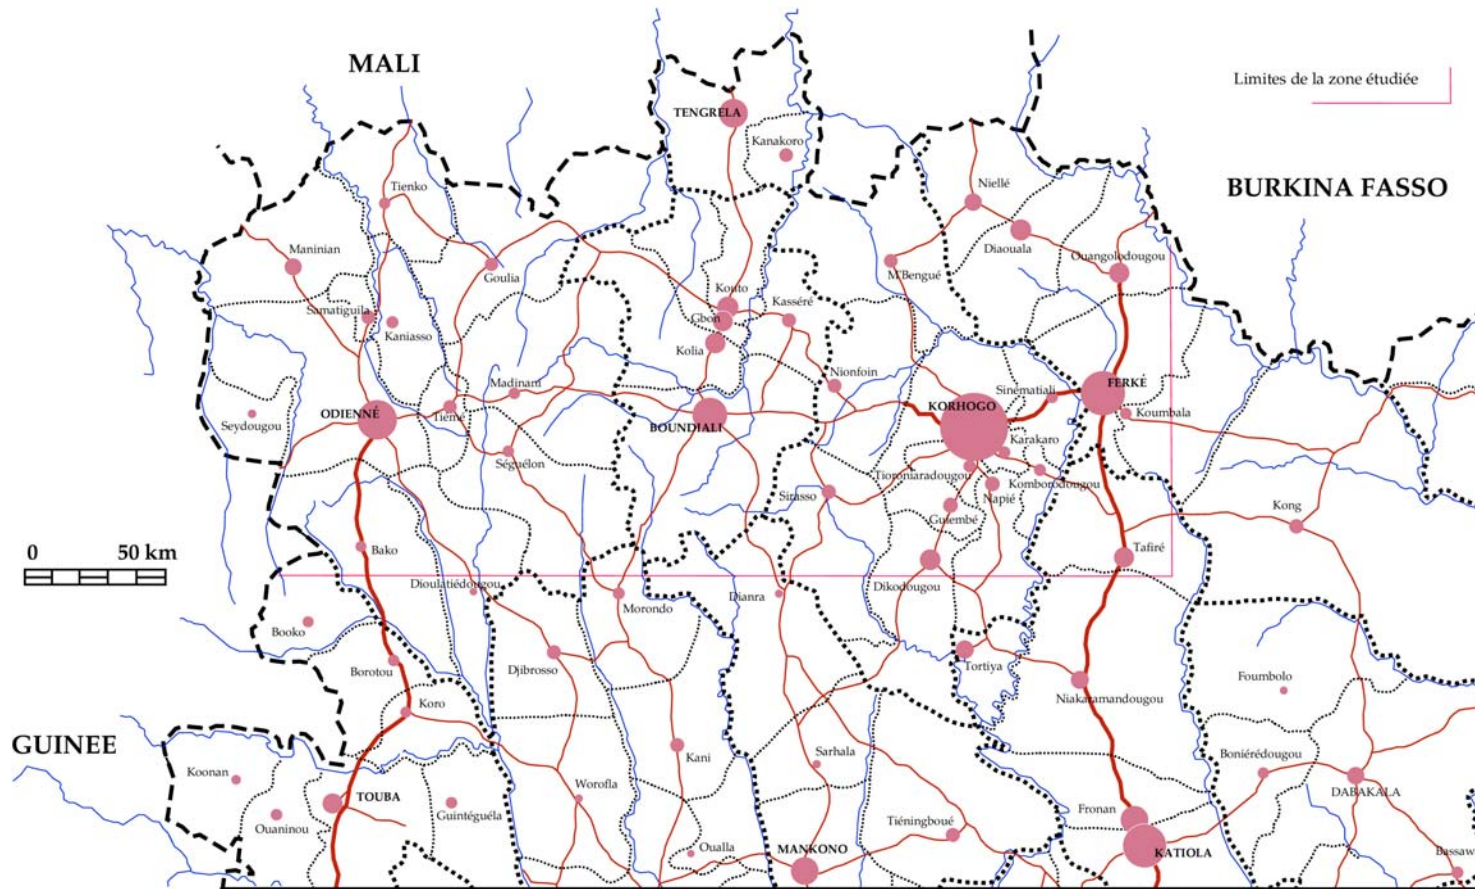 MALI
Limites de la zone étudiée
TENGRELA
Kanakoro
BURKINA FASSO
Tienko
Niellé
Maninian
Diaouala
Ouangolodougou
Goulia
M'Bengué
Kouto
Kasséré
Samatiguila
Gbon
Kaniasso
Kolia
Nionfoin
Madinani
Sinématiali
FERKÉ
ODIENNÉ
KORHOGO
Koumbala
Seydougou
Tiémé
BOUNDIALI
Karakaro
Séguélon
Tioroniaradougou
Komborodougou
Sirasso
Napié
Kong
Guiembé
0 50 km
Bako
Tafiré
Dioulatiédougou
Dikodougou
Dianra
Morondo
Booko
Borotou
Djibrosso
Tortiya
Foumbolo
Niakaramandougou
Koro
GUINEE
Kani
Sarhala
Boniérédougou
Koonan
Worofla
DABAKALA
TOUBA
Guintéguéla
Fronan
Ouaninou
Tiéningboué
Oualla
MANKONO
KATIOLA
Bassaw